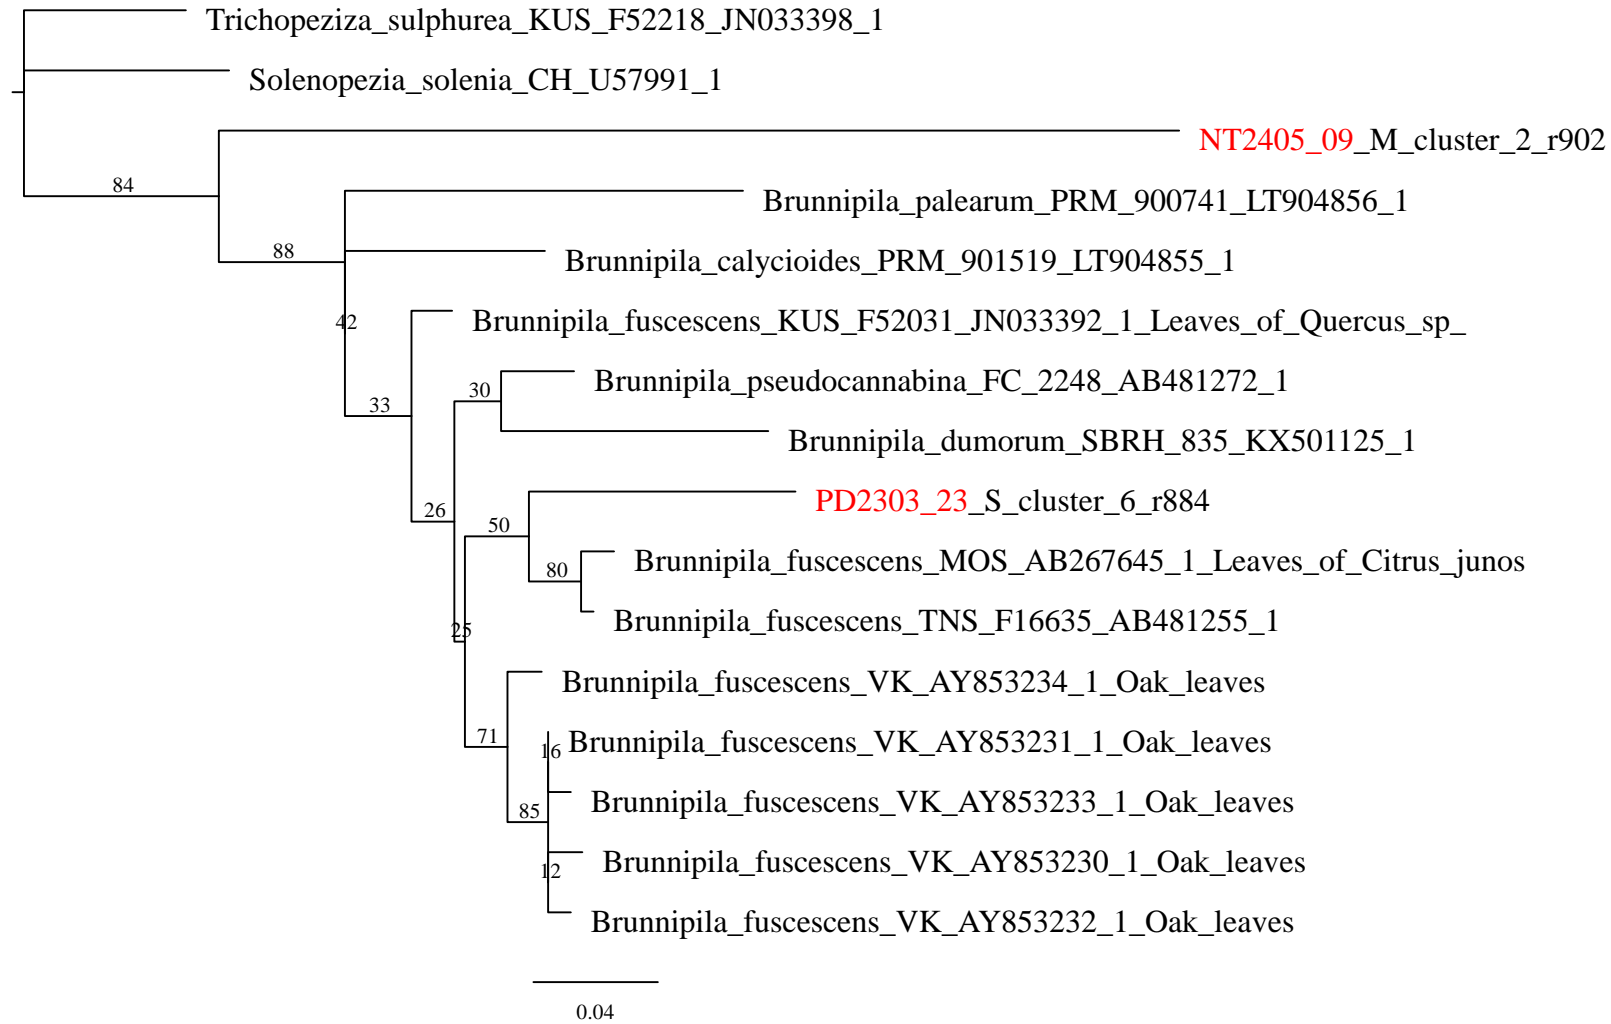 Trichopeziza_sulphurea_KUS_F52218_JN033398_1
Solenopezia_solenia_CH_U57991_1
NT2405_09_M_cluster_2_r902
84
Brunnipila_palearum_PRM_900741_LT904856_1
88
Brunnipila_calycioides_PRM_901519_LT904855_1
42
Brunnipila_fuscescens_KUS_F52031_JN033392_1_Leaves_of_Quercus_sp_
Brunnipila_pseudocannabina_FC_2248_AB481272_1
30
33
Brunnipila_dumorum_SBRH_835_KX501125_1
PD2303_23_S_cluster_6_r884
26
50
Brunnipila_fuscescens_MOS_AB267645_1_Leaves_of_Citrus_junos
80
Brunnipila_fuscescens_TNS_F16635_AB481255_1
25
Brunnipila_fuscescens_VK_AY853234_1_Oak_leaves
71
16
Brunnipila_fuscescens_VK_AY853231_1_Oak_leaves
Brunnipila_fuscescens_VK_AY853233_1_Oak_leaves
85
Brunnipila_fuscescens_VK_AY853230_1_Oak_leaves
12
Brunnipila_fuscescens_VK_AY853232_1_Oak_leaves
0.04